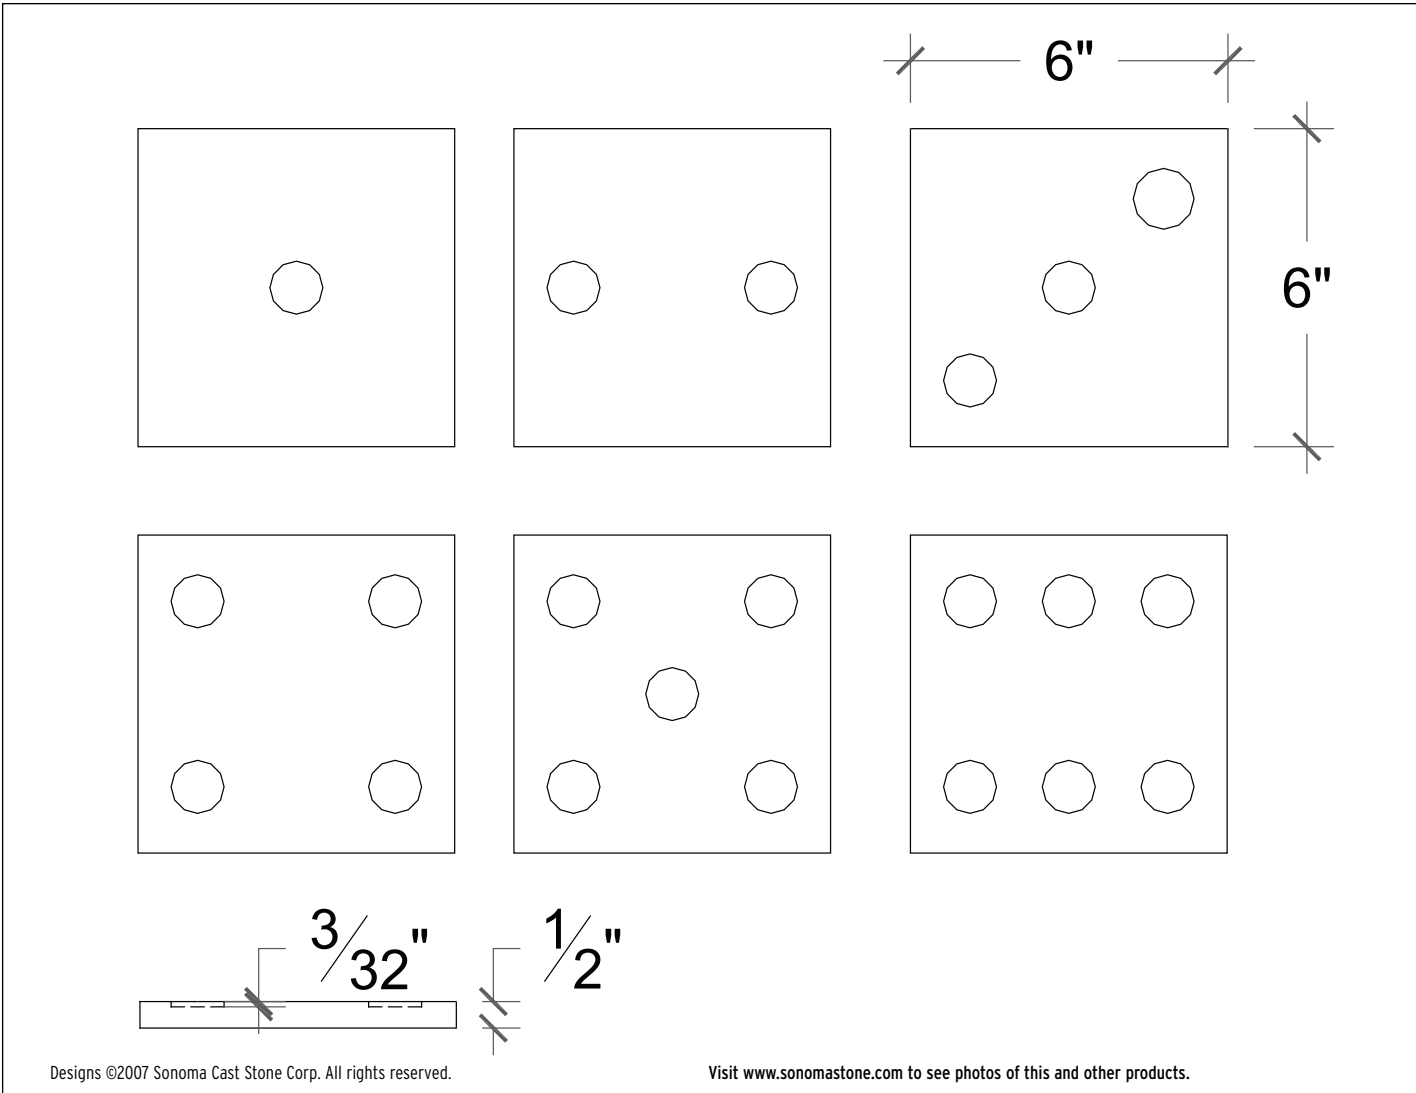 6"
6"
3/32"
1/2"
Designs ©2007 Sonoma Cast Stone Corp. All rights reserved.
Visit www.sonomastone.com to see photos of this and other products.